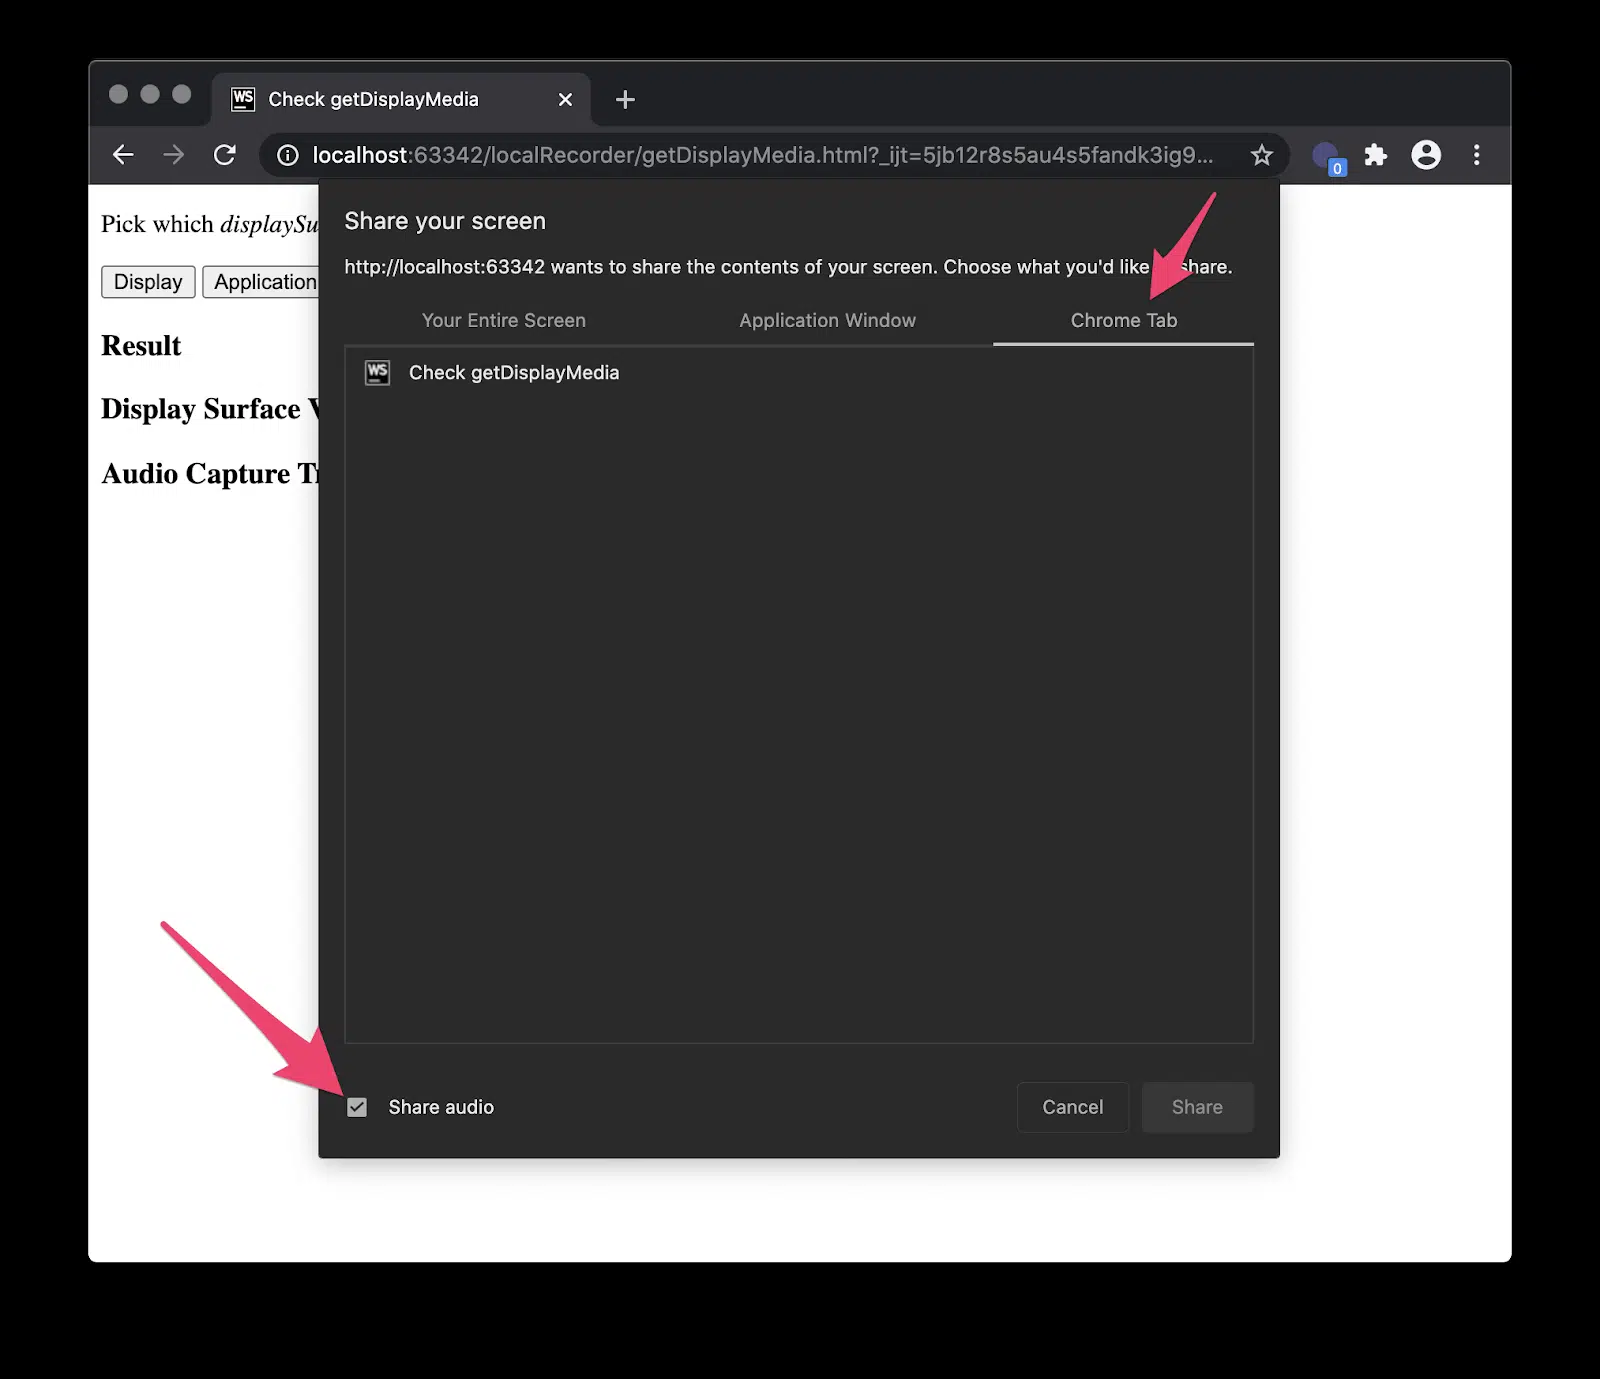 WS Check getDisplayMedia
localhost:63342/localRecorder/getDisplayMedia.html?_ijt=5jb12r8s5au4s5fandk3ig9...
0
Pick which displaySu
Display Application
Result
Display Surface
Audio Capture
Share your screen
http://localhost:63342 wants to share the contents of your screen. Choose what you'd like share.
Your Entire Screen Application Window Chrome Tab
WS Check getDisplayMedia
Share audio
Cancel Share